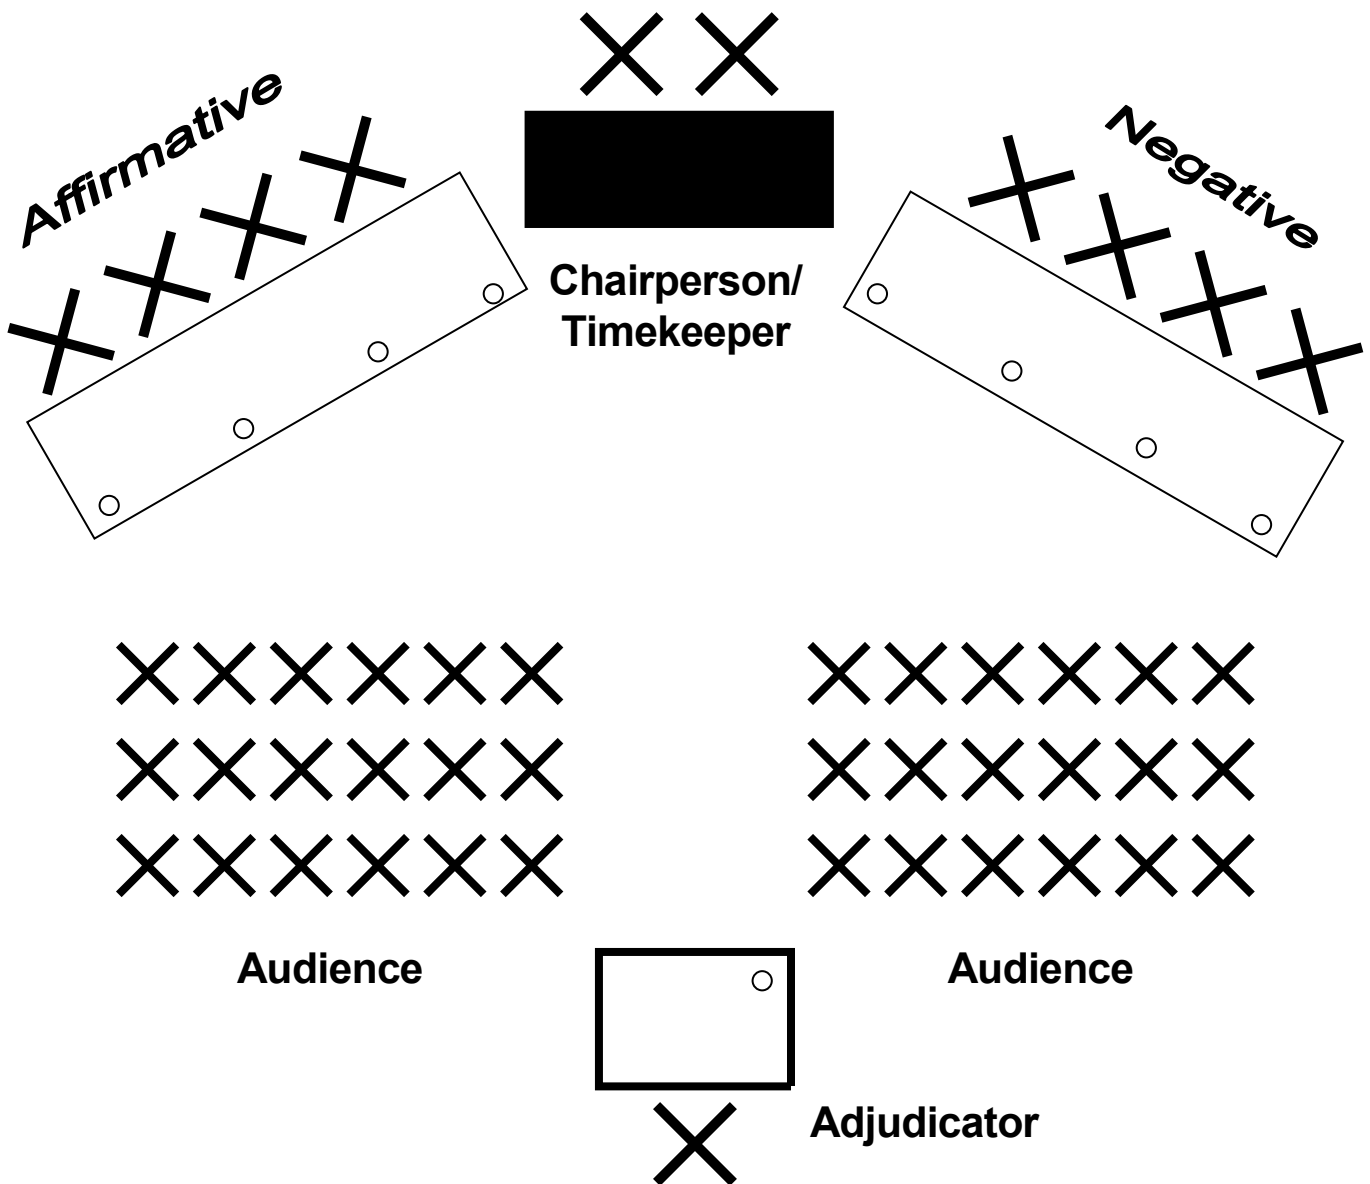 Affirmative
Negative
Chairperson/
Timekeeper
Audience
Audience
Adjudicator